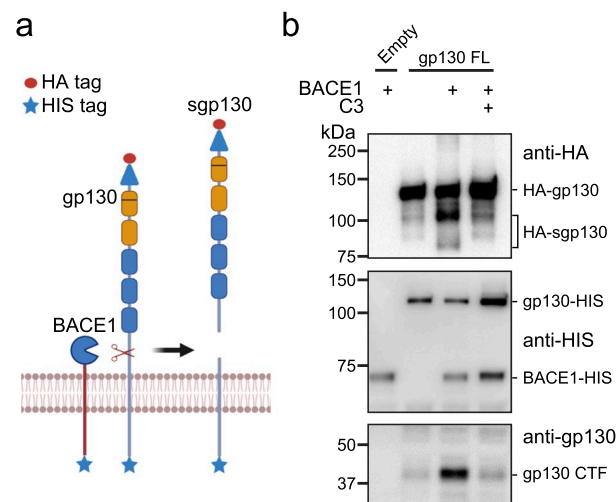 a
HA tag
HIS tag
sgp130
gp130
BACE1
b
Empty
gp130 FL
BACE1 + + +
C3 +
kDa
250
150
100
75
anti-HA
HA-gp130
HA-sgp130
150
100
75
gp130-HIS
anti-HIS
BACE1-HIS
50
37
anti-gp130
gp130 CTF